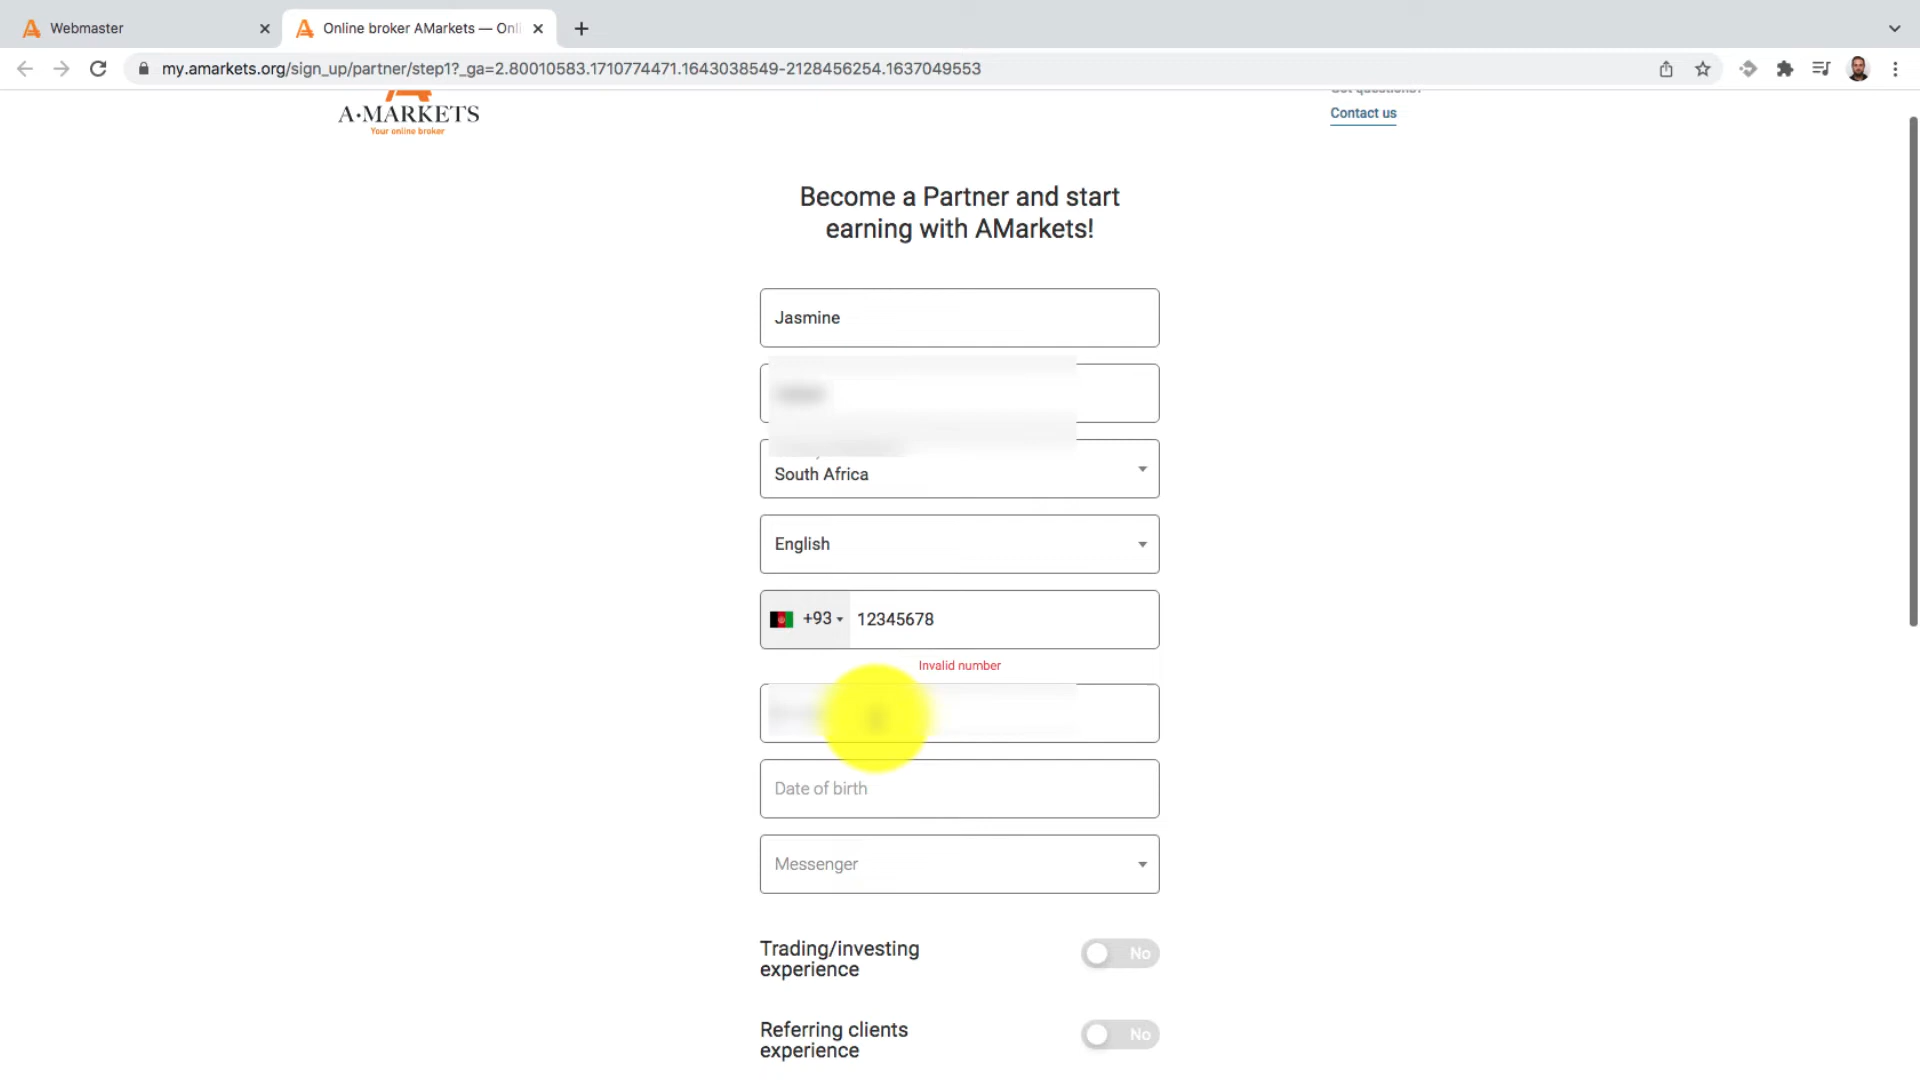 Webmaster
Online broker AMarkets — Onl
my.amarkets.org/sign_up/partner/step1?_ga=2.80010583.1710774471.1643038549-2128456254.1637049553
A·MARKETS
Your online broker
Got questions?
Contact us
Become a Partner and start
earning with AMarkets!
Jasmine
South Africa
English
+93 12345678
Invalid number
Date of birth
Messenger
Trading/investing
experience
No
Referring clients
experience
No